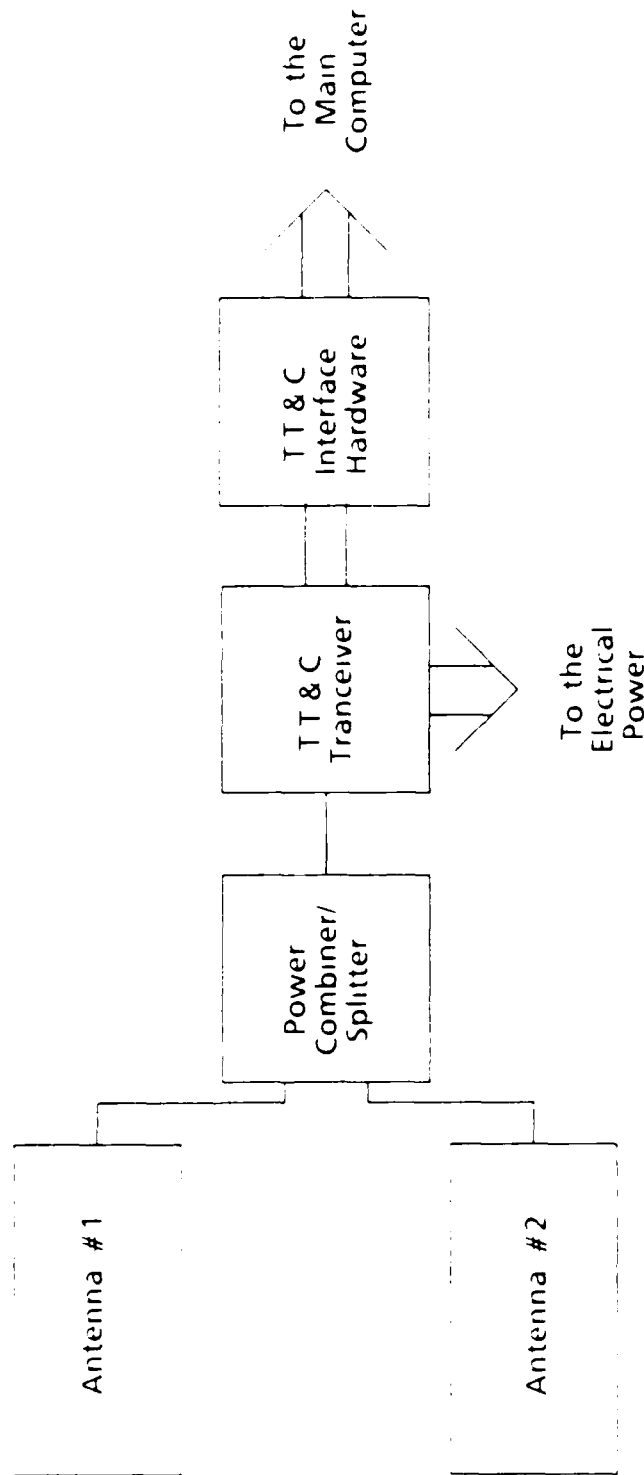 Antenna #1
Antenna #2
Power
Combiner/
Splitter
TT&C
Tranceiver
To the
Electrical
Power
TT&C
Interface
Hardware
To the
Main
Computer